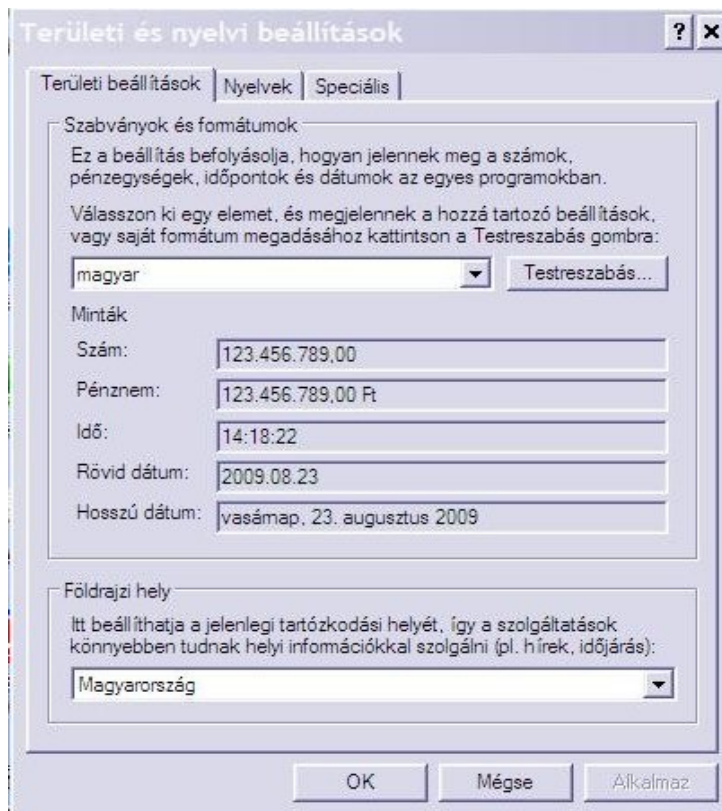 Területi és nyelvi beállítások
Területi beállítások Nyelvek Speciális
Szabványok és formátumok
Ez a beállítás befolyásolja, hogyan jelennek meg a számok,
pénzegységek, időpontok és dátumok az egyes programokban.
Válasszon ki egy elemet, és megjelennek a hozzá tartozó beállítások,
vagy saját formátum megadásához kattintson a Testreszabás gombra:
magyar Testreszabás...
Minták
Szám: 123.456.789,00
Pénznem: 123.456.789,00 Ft
Idő: 14:18:22
Rövid dátum: 2009.08.23
Hosszú dátum: vasárnap, 23. augusztus 2009
Földrajzi hely
Itt beállíthatja a jelenlegi tartózkodási helyét, így a szolgáltatások
könnyebben tudnak helyi információkkal szolgálni (pl. hírek, időjárás):
Magyarország
OK Mégse Alkalmaz